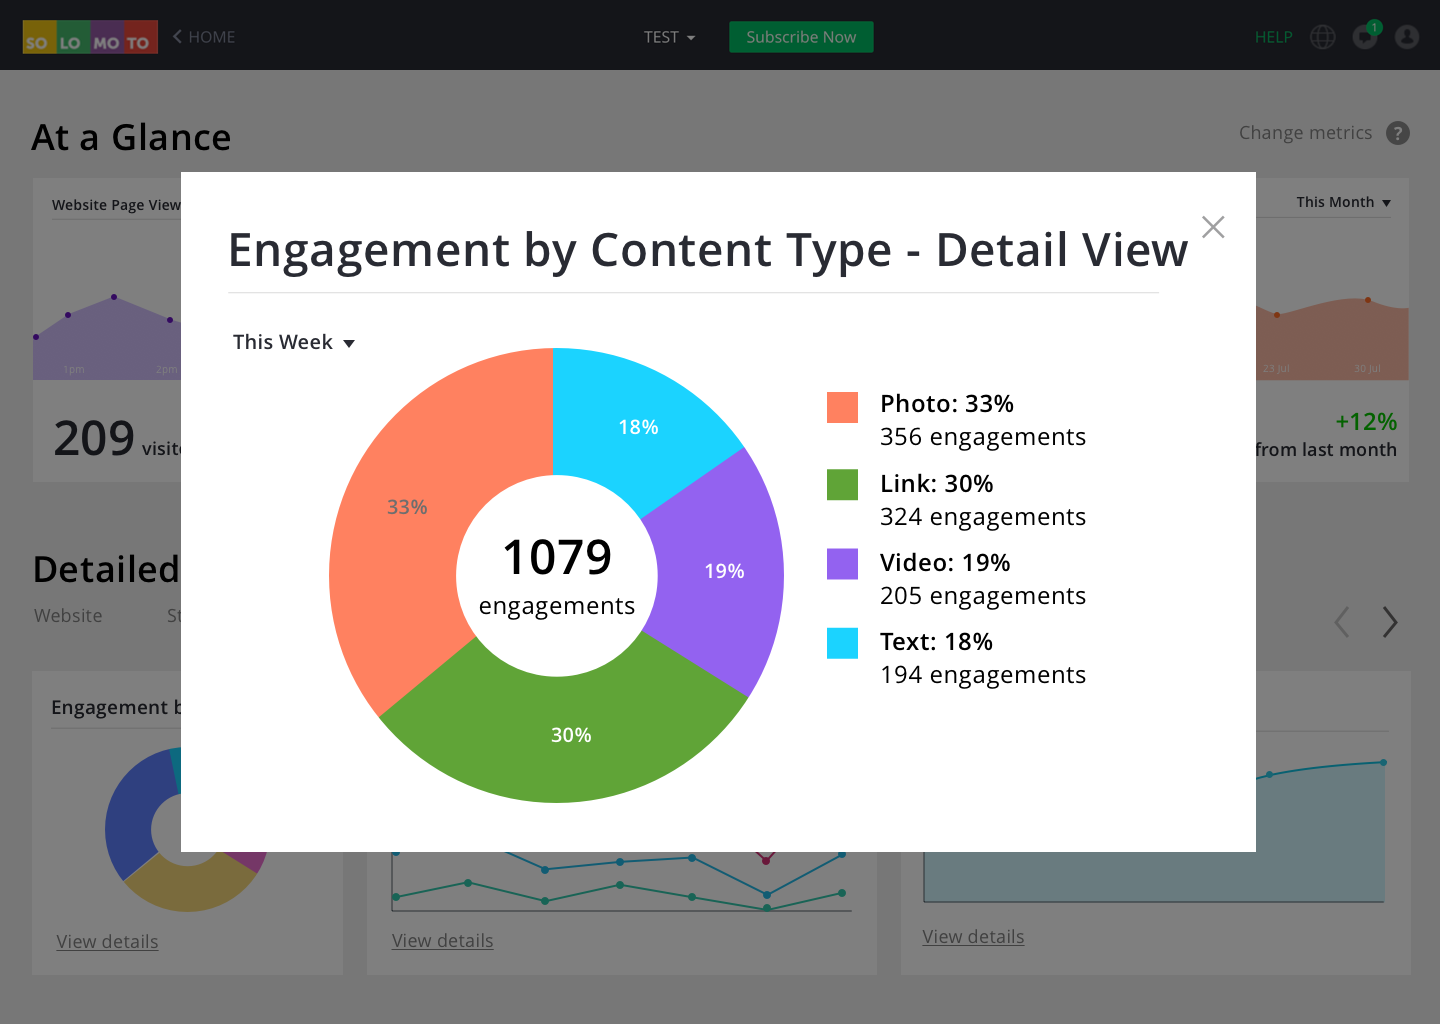 SO LO MO TO
HOME
TEST
Subscribe Now
HELP
1
At a Glance
Change metrics
?
Website Page View
This Month
Engagement by Content Type - Detail View
This Week
1pm
2pm
23 Jul
30 Jul
209 visit
+12%
from last month
18%
33%
19%
30%
1079
engagements
Photo: 33%
356 engagements
Link: 30%
324 engagements
Video: 19%
205 engagements
Text: 18%
194 engagements
Detailed
Website
St
Engagement b
View details
View details
View details